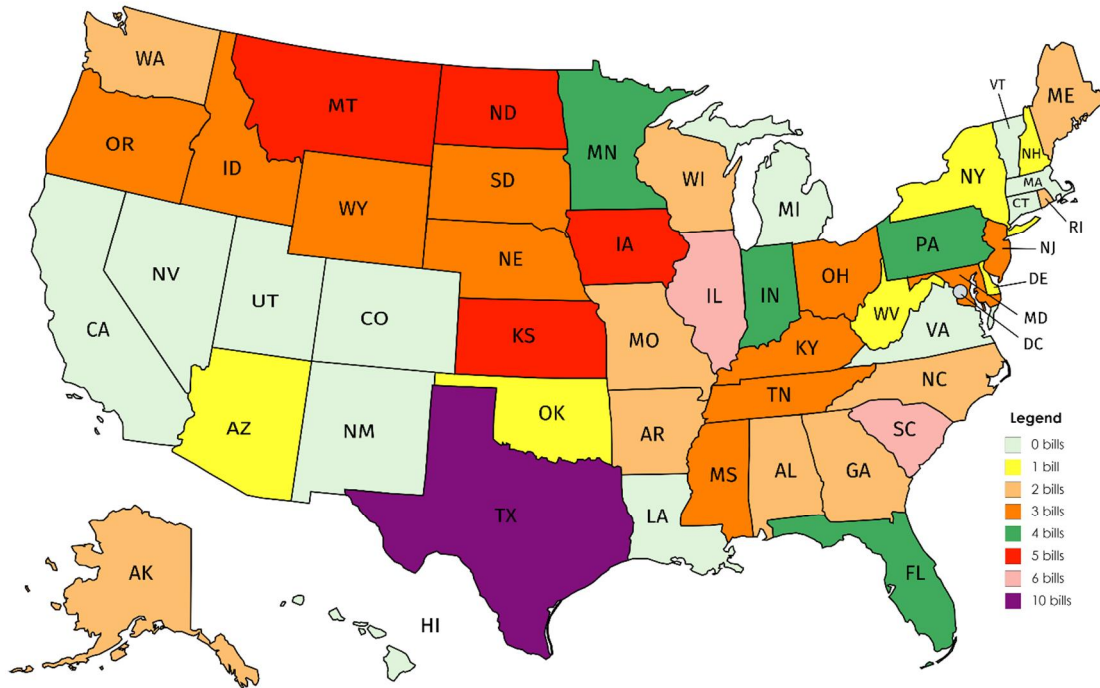 WA
MT
ND
MN
VT
ME
OR
ID
WY
SD
WI
MI
NY
NH
MA
CT
RI
NV
UT
CO
NE
IA
IL
IN
OH
PA
NJ
DE
MD
DC
CA
KS
MO
KY
WV
VA
AZ
NM
OK
AR
TN
NC
SC
TX
LA
MS
AL
GA
FL
AK
HI
Legend
0 bills
1 bill
2 bills
3 bills
4 bills
5 bills
6 bills
10 bills